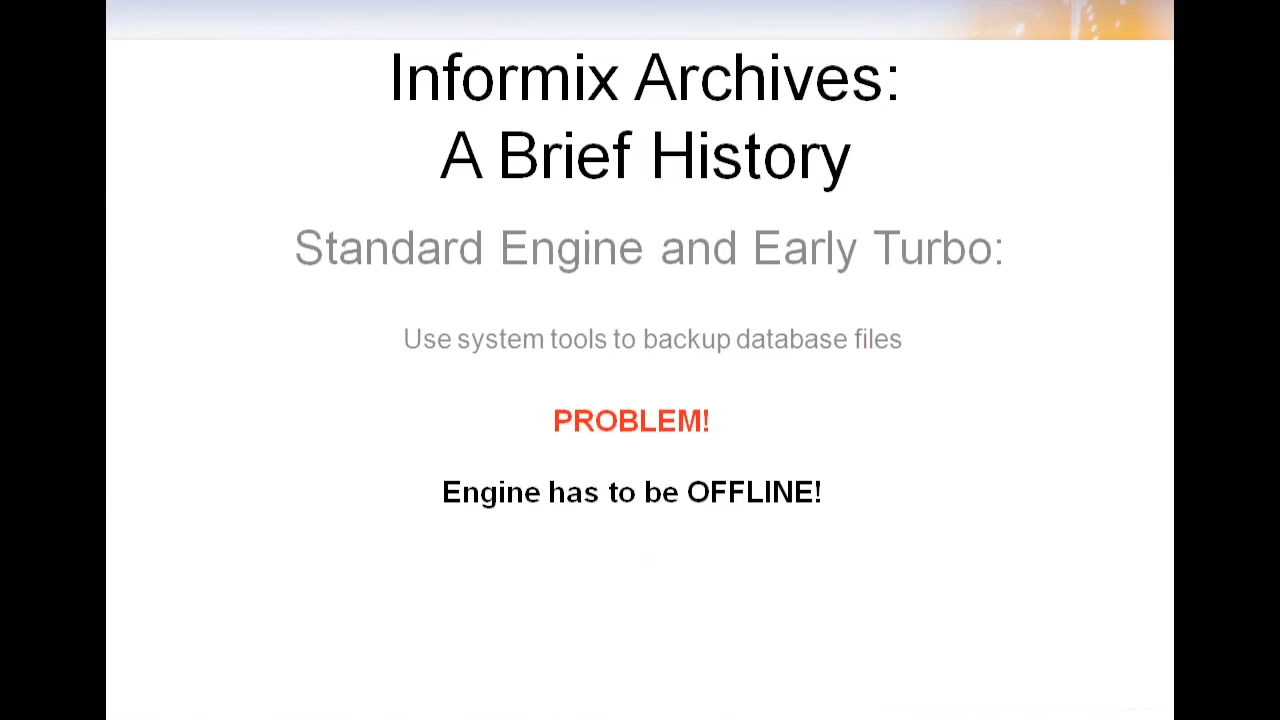 Informix Archives:
A Brief History
Standard Engine and Early Turbo:
Use system tools to backup database files
PROBLEM!
Engine has to be OFFLINE!